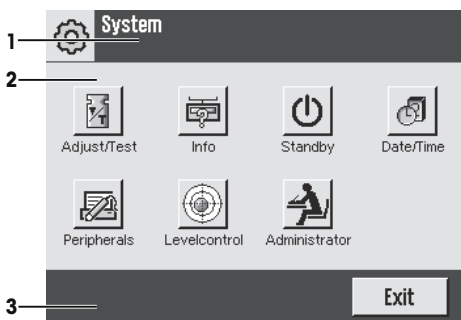 System
1
2
Adjust/Test Info Standby Date/Time
Peripherals Levelcontrol Administrator
3
Exit